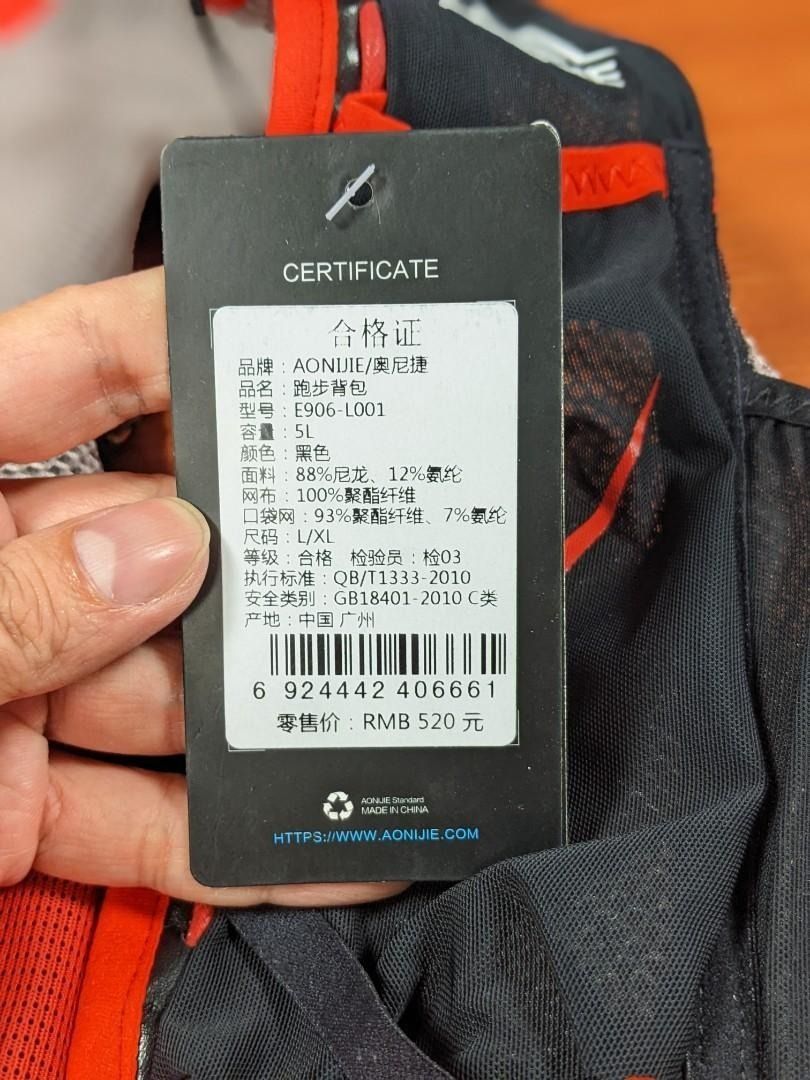 CERTIFICATE
合格证
品牌：AONIJIE/奥尼捷
品名：跑步背包
型号：E906-L001
容量：5L
颜色：黑色
面料：88%尼龙、12%氨纶
网布：100%聚酯纤维
口袋网：93%聚酯纤维、7%氨纶
尺码：L/XL
等级：合格 检验员：检03
执行标准：QB/T1333-2010
安全类别：GB18401-2010 C类
产地：中国 广州
6 924442 406661
零售价：RMB 520 元
AONIJIE Standard
MADE IN CHINA
HTTPS://WWW.AONIJIE.COM